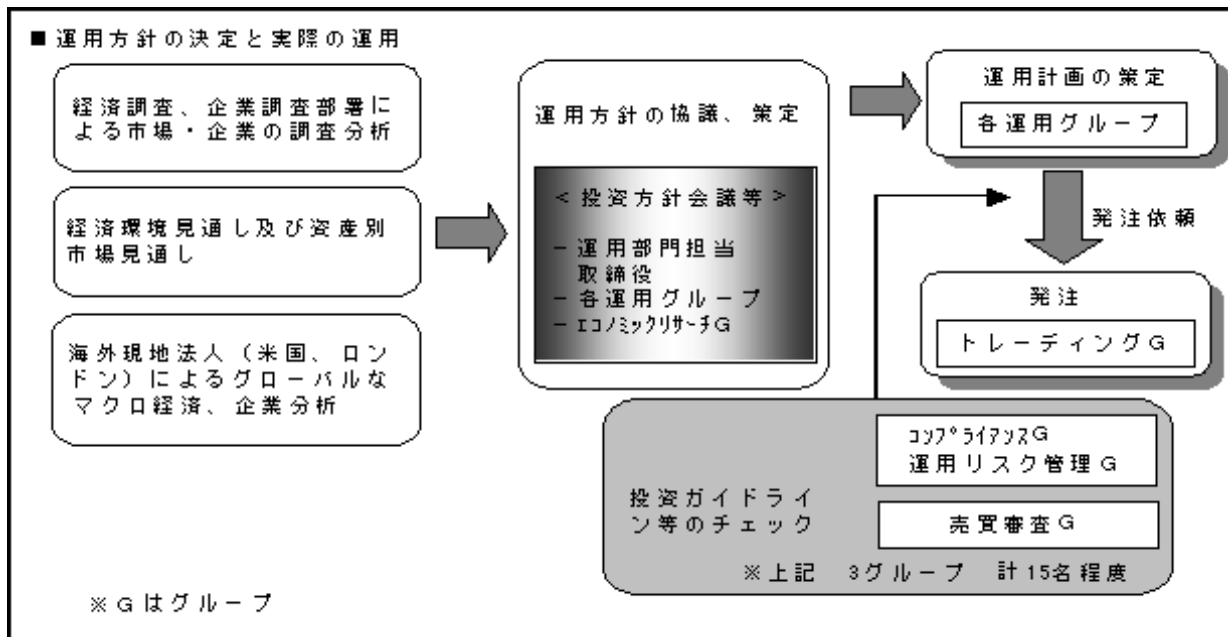 ■運用方針の決定と実際の運用
経済調査、企業調査部署に
よる市場・企業の調査分析
経済環境見通し及び資産別
市場見通し
海外現地法人（米国、ロン
ドン）によるグローバルな
マクロ経済、企業分析
運用方針の協議、策定
＜投資方針会議等＞
－運用部門担当
取締役
－各運用グループ
－ｴｺﾉﾐｯｸﾘｻｰﾁＧ
運用計画の策定
各運用グループ
発注依頼
発注
トレーディングＧ
投資ガイドライ
ン等のチェック
ｺﾝﾌﾟﾗｲｱﾝｽＧ
運用リスク管理Ｇ
売買審査Ｇ
※上記　3グループ　計15名程度
※Ｇはグループ